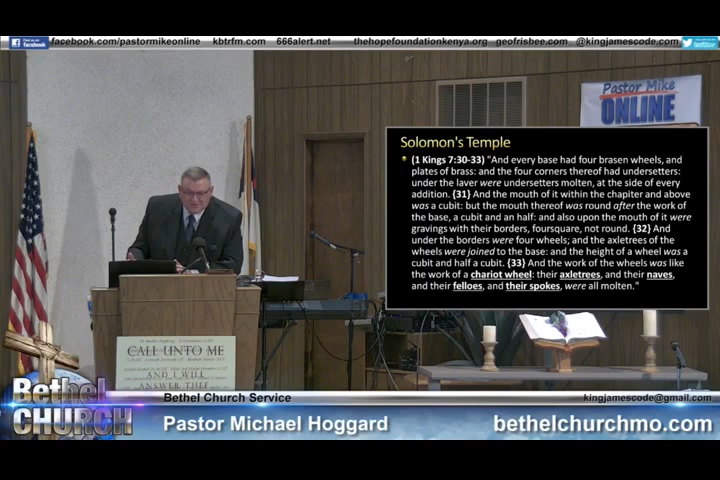 Find us on facebook
facebook.com/pastormikeonline kbtrfm.com 666alert.net thehopefoundationkenya.org geofrisbee.com @kingjamescode.com
Pastor Mike
ONLINE
Solomon's Temple
(1 Kings 7:30-33) "And every base had four brasen wheels, and
plates of brass: and the four corners thereof had undersetters:
under the laver were undersetters molten, at the side of every
addition. {31} And the mouth of it within the chapiter and above
was a cubit: but the mouth thereof was round after the work of
the base, a cubit and an half: and also upon the mouth of it were
gravings with their borders, foursquare, not round. {32} And
under the borders were four wheels; and the axletrees of the
wheels were joined to the base: and the height of a wheel was a
cubit and half a cubit. {33} And the work of the wheels was like
the work of a chariot wheel: their axletrees, and their naves,
and their felloes, and their spokes, were all molten."
CALL UNTO ME
AND I WILL
ANSWER THEE
Bethel
CHURCH
Bethel Church Service kingjamescode@gmail.com
Pastor Michael Hoggard bethelchurchmo.com